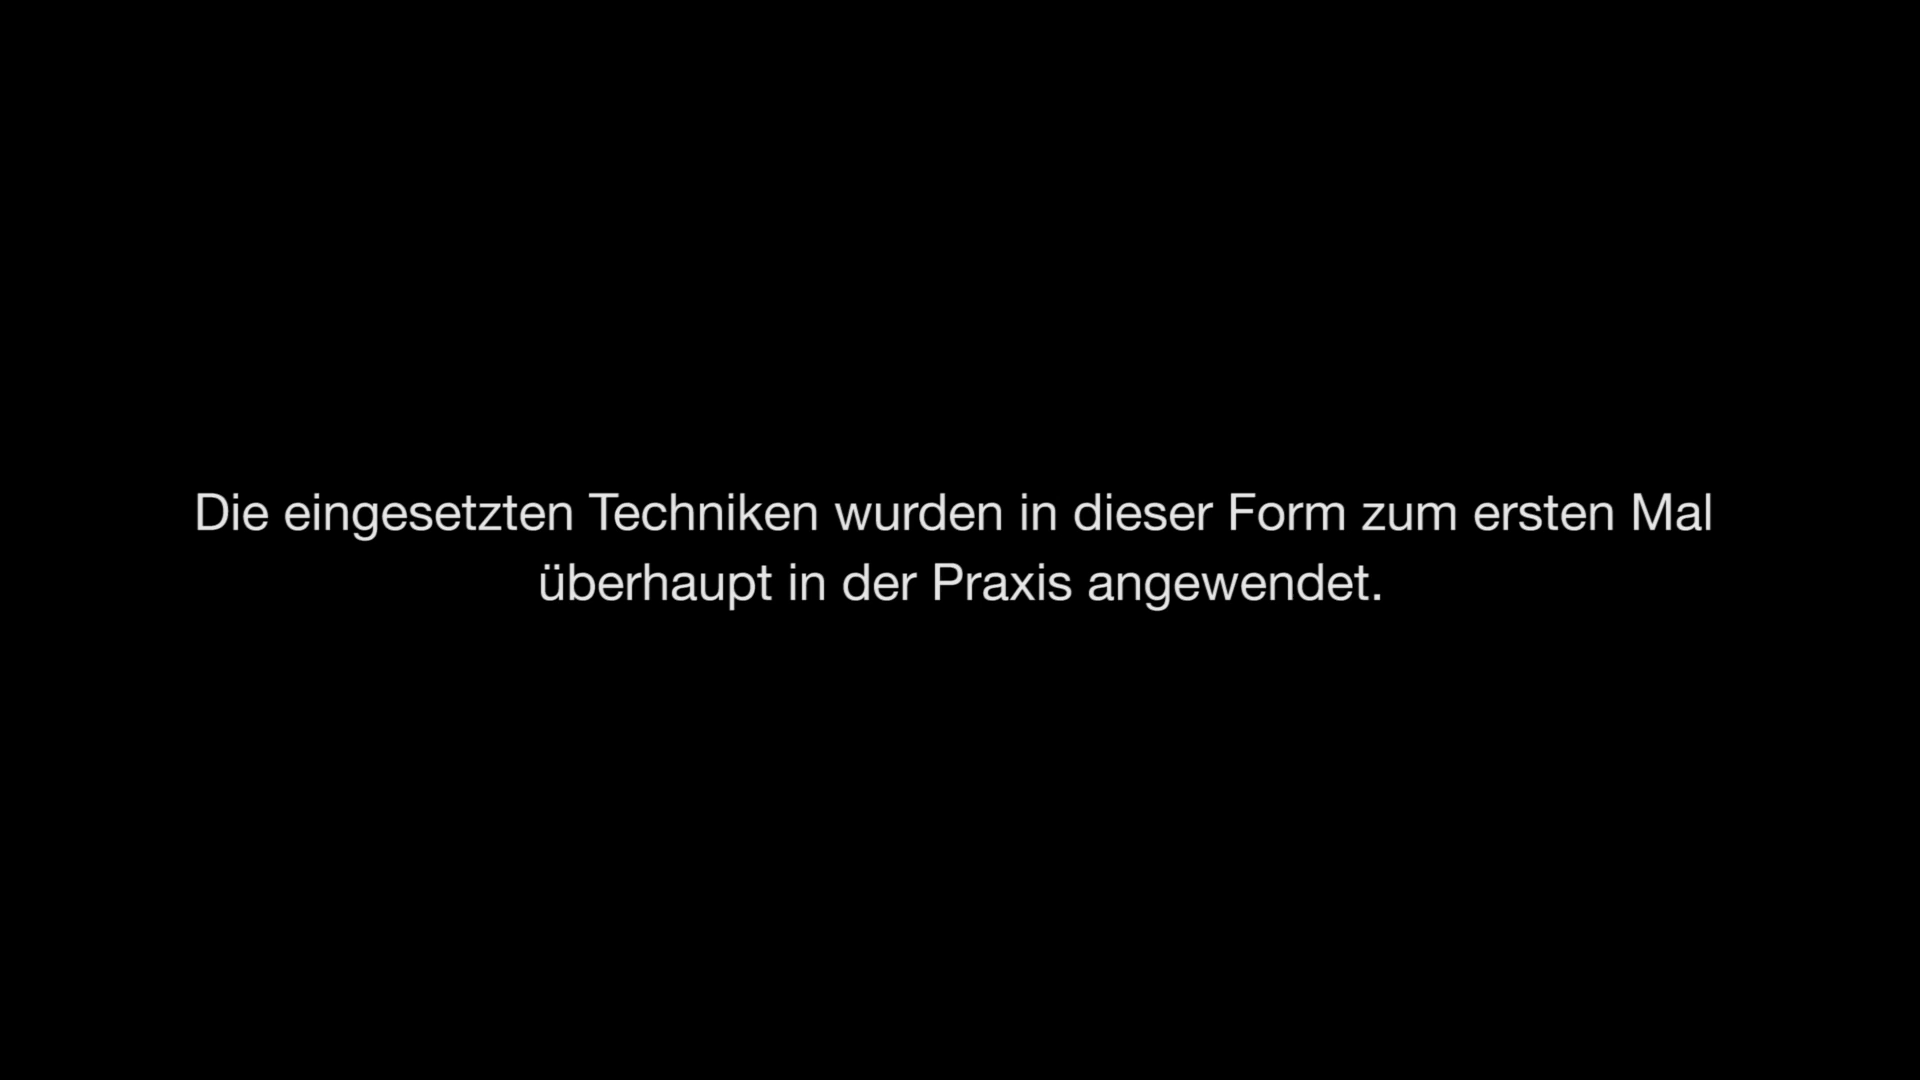 Die eingesetzten Techniken wurden in dieser Form zum ersten Mal
überhaupt in der Praxis angewendet.